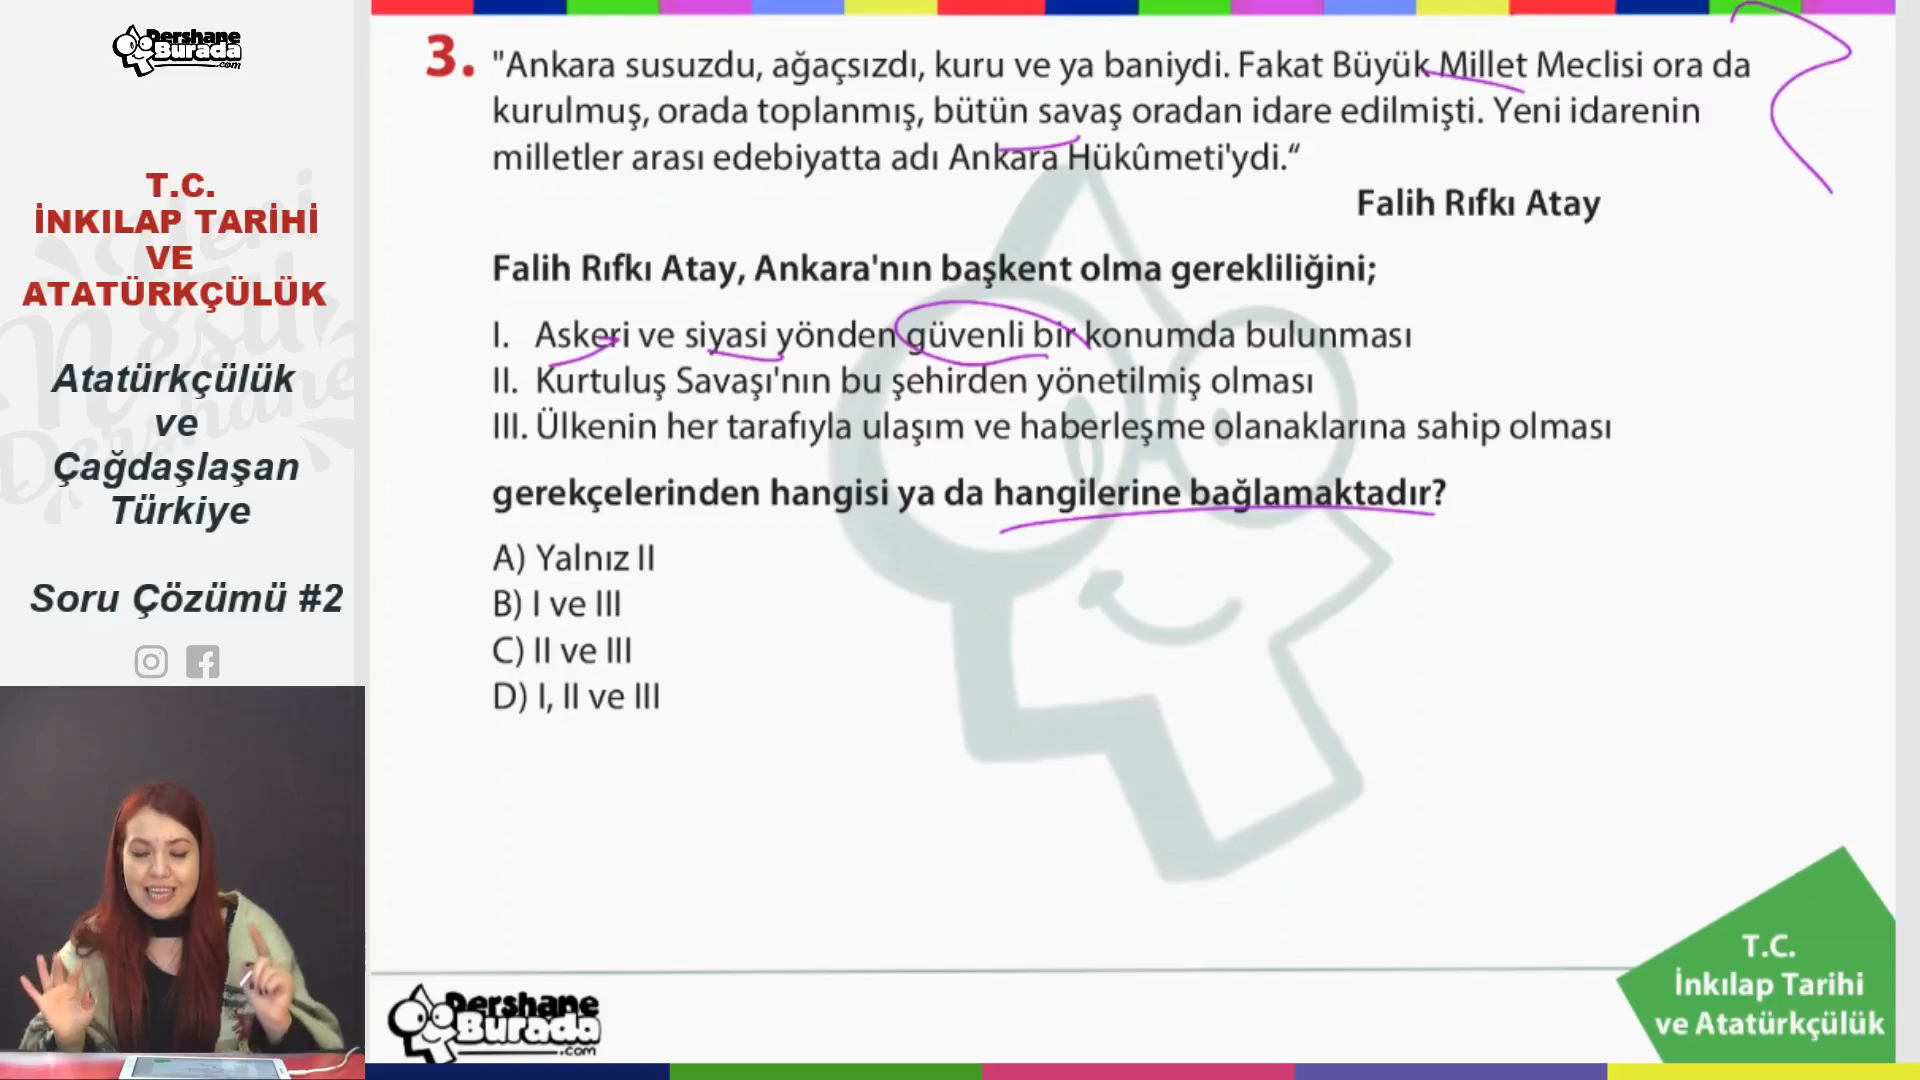 Dershane
Burada
.com
T.C.
İNKILAP TARİHİ
VE
ATATÜRKÇÜLÜK
Atatürkçülük
ve
Çağdaşlaşan
Türkiye
Soru Çözümü #2
3. "Ankara susuzdu, ağaçsızdı, kuru ve ya baniydi. Fakat Büyük Millet Meclisi ora da
kurulmuş, orada toplanmış, bütün savaş oradan idare edilmişti. Yeni idarenin
milletler arası edebiyatta adı Ankara Hükûmeti'ydi.“
Falih Rıfkı Atay
Falih Rıfkı Atay, Ankara'nın başkent olma gerekliliğini;
I. Askeri ve siyasi yönden güvenli bir konumda bulunması
II. Kurtuluş Savaşı'nın bu şehirden yönetilmiş olması
III. Ülkenin her tarafıyla ulaşım ve haberleşme olanaklarına sahip olması
gerekçelerinden hangisi ya da hangilerine bağlamaktadır?
A) Yalnız II
B) I ve III
C) II ve III
D) I, II ve III
Dershane
Burada
.com
T.C.
İnkılap Tarihi
ve Atatürkçülük